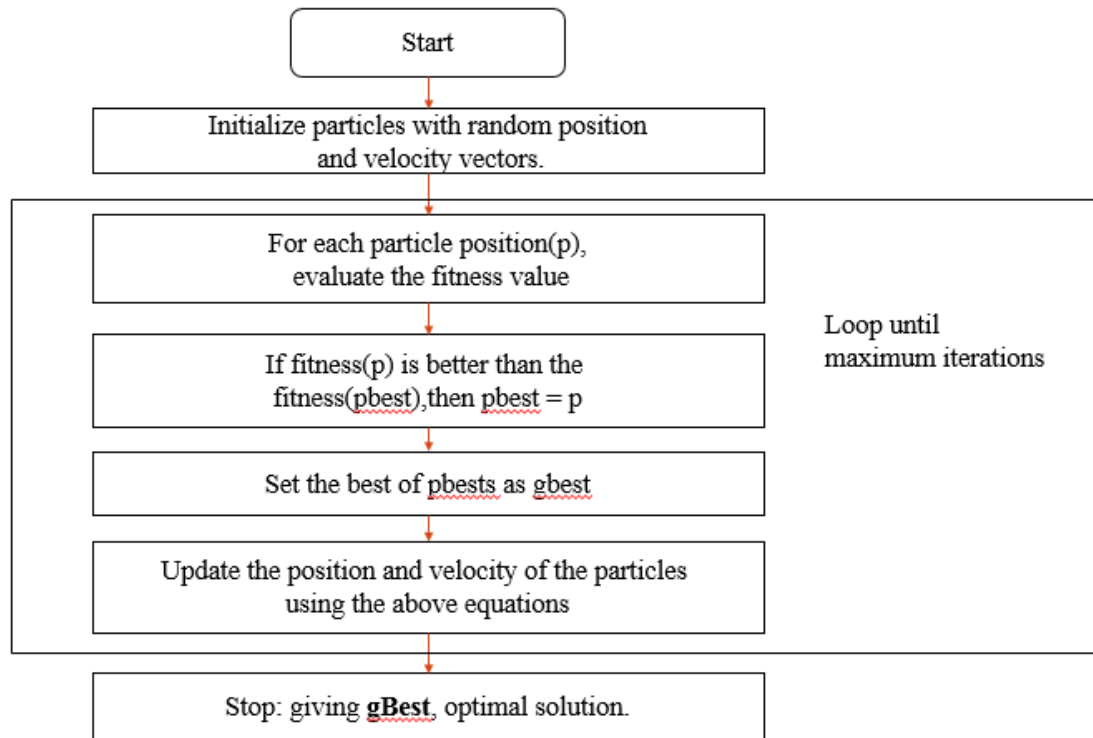 Start
Initialize particles with random position
and velocity vectors.
For each particle position(p),
evaluate the fitness value
Loop until
maximum iterations
If fitness(p) is better than the
fitness(pbest),then pbest = p
Set the best of pbests as gbest
Update the position and velocity of the particles
using the above equations
Stop: giving gBest, optimal solution.